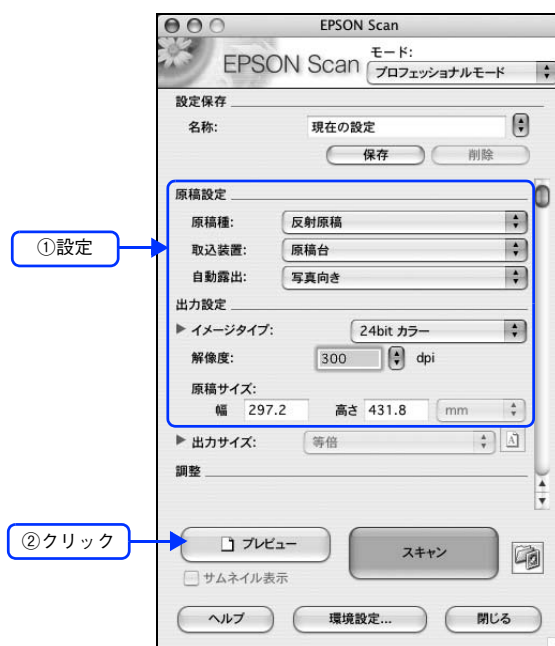 EPSON Scan
EPSON Scan
モード:
プロフェッショナルモード
設定保存
名称: 現在の設定
保存 削除
原稿設定
原稿種: 反射原稿
①設定
取込装置: 原稿台
自動露出: 写真向き
出力設定
イメージタイプ: 24bit カラー
解像度: 300 dpi
原稿サイズ:
幅 297.2 高さ 431.8 mm
出力サイズ: 等倍
調整
②クリック
プレビュー スキャン
サムネイル表示
ヘルプ 環境設定... 閉じる